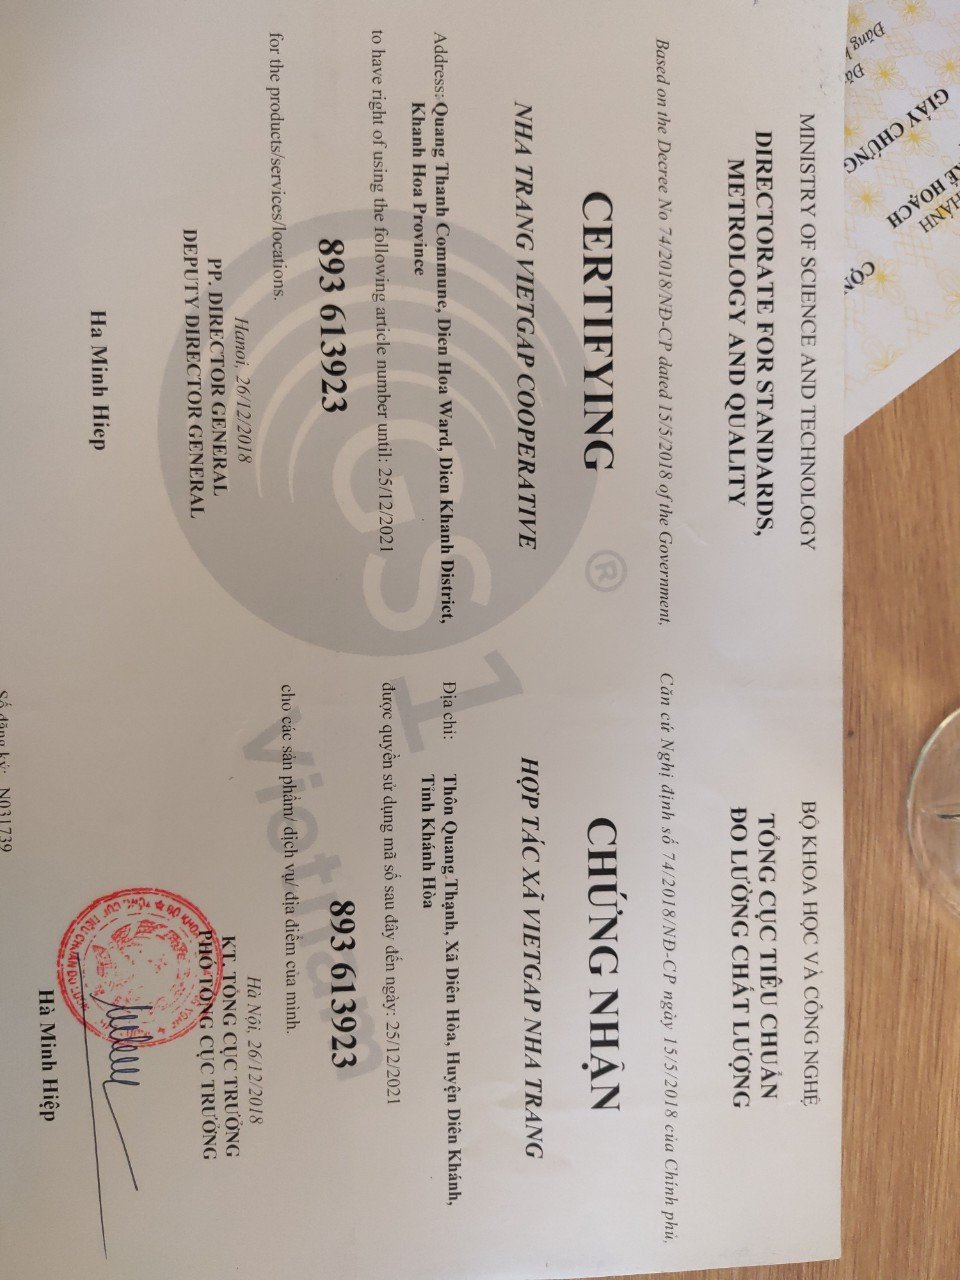 MINISTRY OF SCIENCE AND TECHNOLOGY
DIRECTORATE FOR STANDARDS,
METROLOGY AND QUALITY
Based on the Decree No 74/2018/NĐ-CP dated 15/5/2018 of the Government,
CERTIFYING
NHA TRANG VIETGAP COOPERATIVE
Address: Quang Thanh Commune, Dien Hoa Ward, Dien Khanh District,
Khanh Hoa Province
to have right of using the following article number until: 25/12/2021
893 613923
for the products/services/locations.
Hanoi, 26/12/2018
PP. DIRECTOR GENERAL
DEPUTY DIRECTOR GENERAL
Ha Minh Hiep
BỘ KHOA HỌC VÀ CÔNG NGHỆ
TỔNG CỤC TIÊU CHUẨN
ĐO LƯỜNG CHẤT LƯỢNG
Căn cứ Nghị định số 74/2018/NĐ-CP ngày 15/5/2018 của Chính phủ,
CHỨNG NHẬN
HỢP TÁC XÃ VIETGAP NHA TRANG
Địa chỉ: Thôn Quang Thạnh, Xã Diên Hòa, Huyện Diên Khánh,
Tỉnh Khánh Hòa
được quyền sử dụng mã số sau đây đến ngày: 25/12/2021
893 613923
cho các sản phẩm/ dịch vụ/ địa điểm của mình.
Hà Nội, 26/12/2018
KT. TỔNG CỤC TRƯỞNG
PHÓ TỔNG CỤC TRƯỞNG
Hà Minh Hiệp
Số đăng ký: N031739
GS1 ®
Vietnam
GIẤY CHỨNG
KẾ HOẠCH